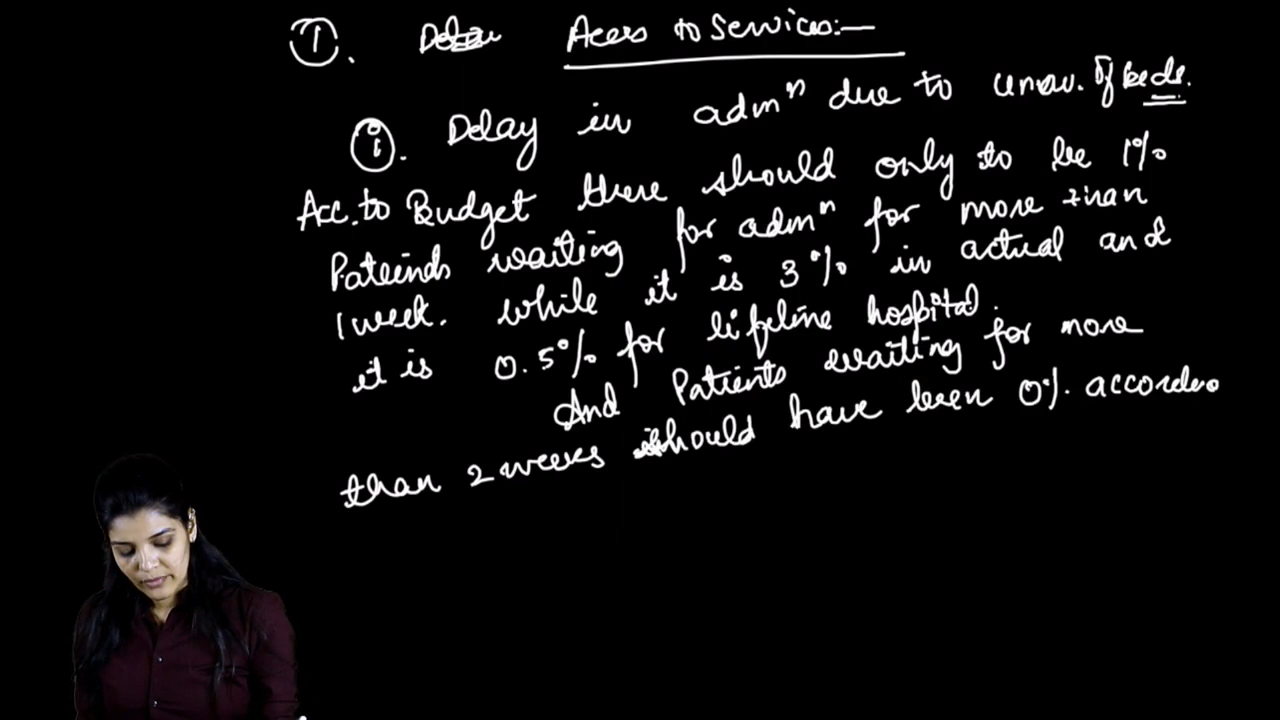 1. Access to Services:—
i. Delay in admⁿ due to unav. of beds.
Acc. to Budget there should only to be 1%
Patients waiting for admⁿ for more than
1 week. while it is 3% in actual and
it is 0.5% for lifeline hospital.
And Patients waiting for more
than 2 weeks should have been 0%. accordin